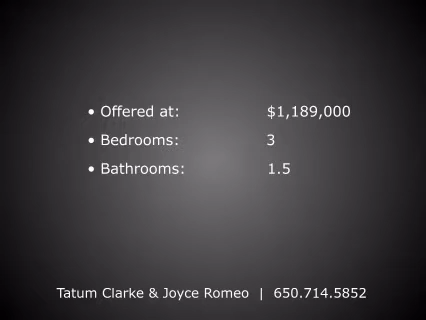 • Offered at: $1,189,000
• Bedrooms: 3
• Bathrooms: 1.5
Tatum Clarke & Joyce Romeo | 650.714.5852